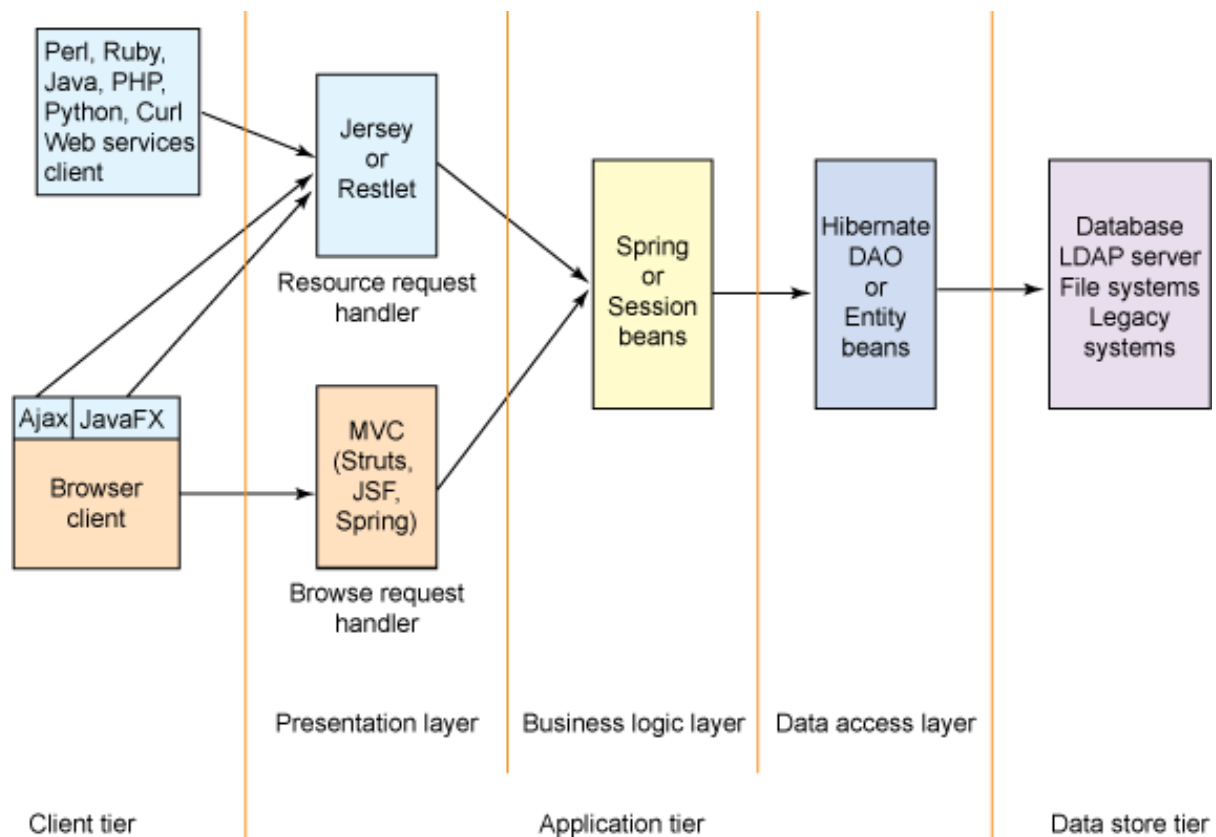 Perl, Ruby,
Java, PHP,
Python, Curl
Web services
client
Jersey
or
Restlet
Resource request
handler
Ajax
JavaFX
Browser
client
MVC
(Struts,
JSF,
Spring)
Browse request
handler
Spring
or
Session
beans
Hibernate
DAO
or
Entity
beans
Database
LDAP server
File systems
Legacy
systems
Presentation layer
Business logic layer
Data access layer
Client tier
Application tier
Data store tier